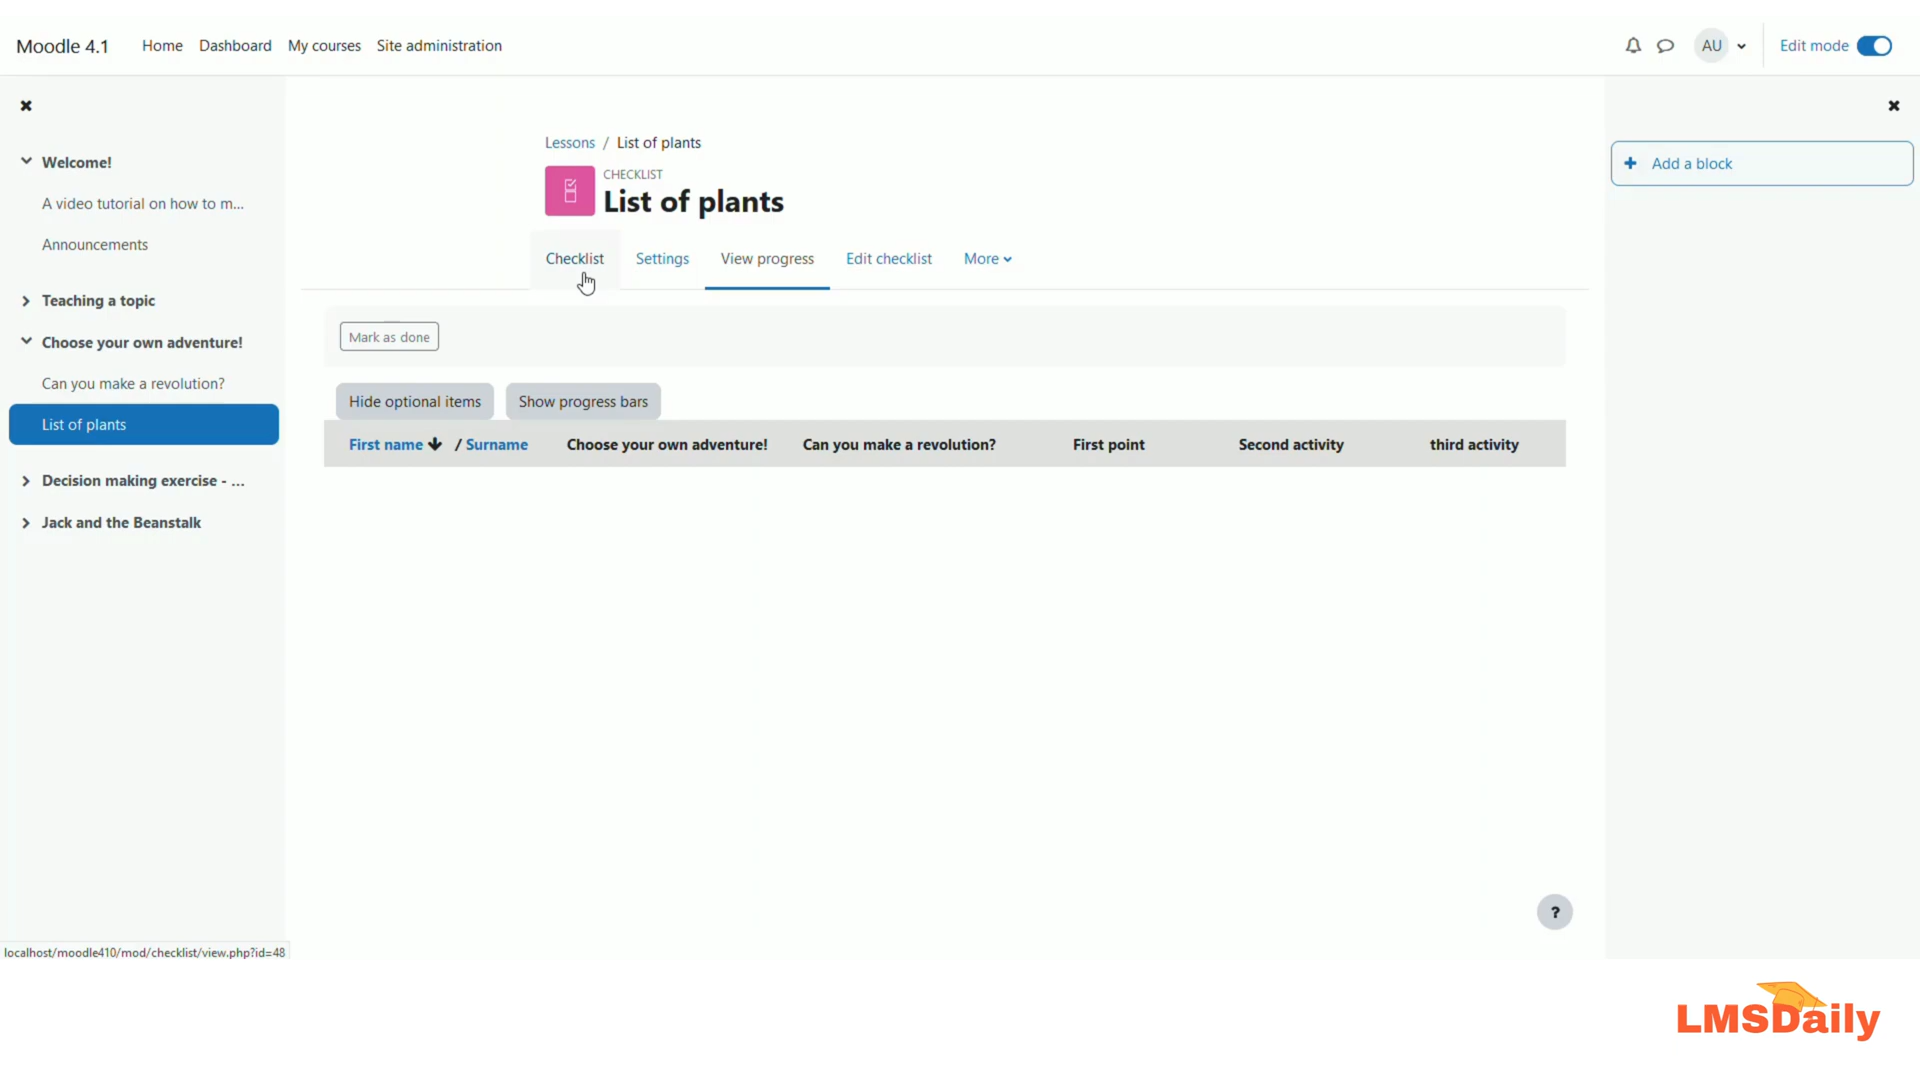 Moodle 4.1 Home Dashboard My courses Site administration AU Edit mode
Welcome!
A video tutorial on how to m...
Announcements
Teaching a topic
Choose your own adventure!
Can you make a revolution?
List of plants
Decision making exercise - ...
Jack and the Beanstalk
Lessons / List of plants
CHECKLIST
List of plants
Checklist Settings View progress Edit checklist More
Mark as done
Hide optional items Show progress bars
First name / Surname Choose your own adventure! Can you make a revolution? First point Second activity third activity
+ Add a block
?
localhost/moodle410/mod/checklist/view.php?id=48
LMSDaily